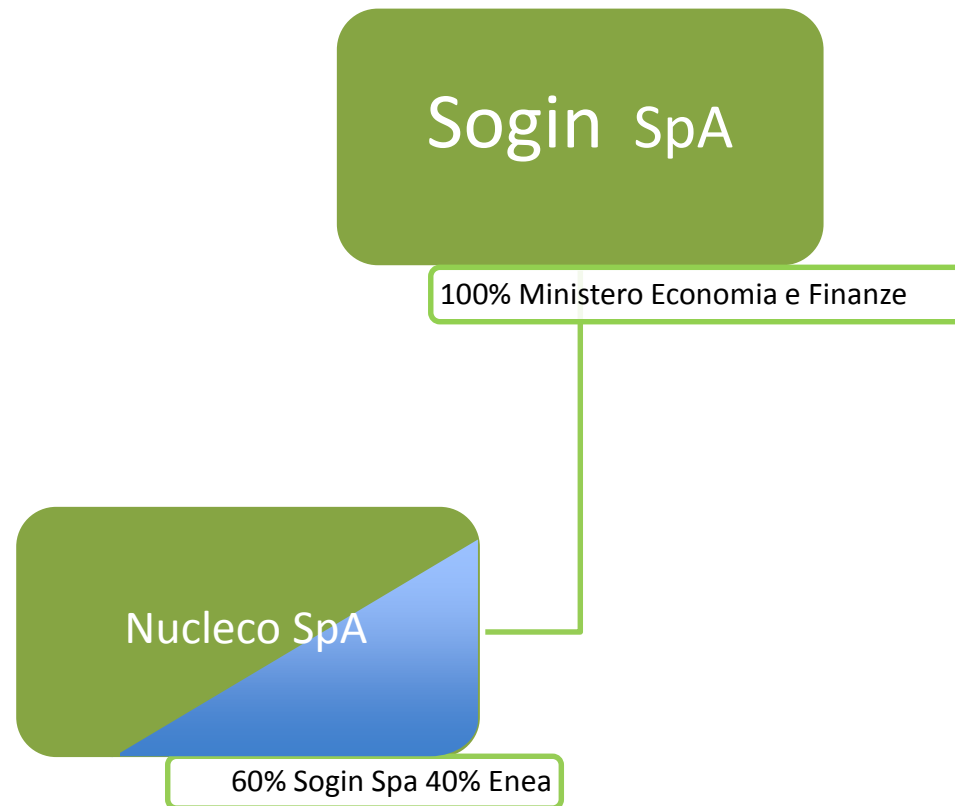 Sogin SpA
100% Ministero Economia e Finanze
Nucleco SpA
60% Sogin Spa 40% Enea